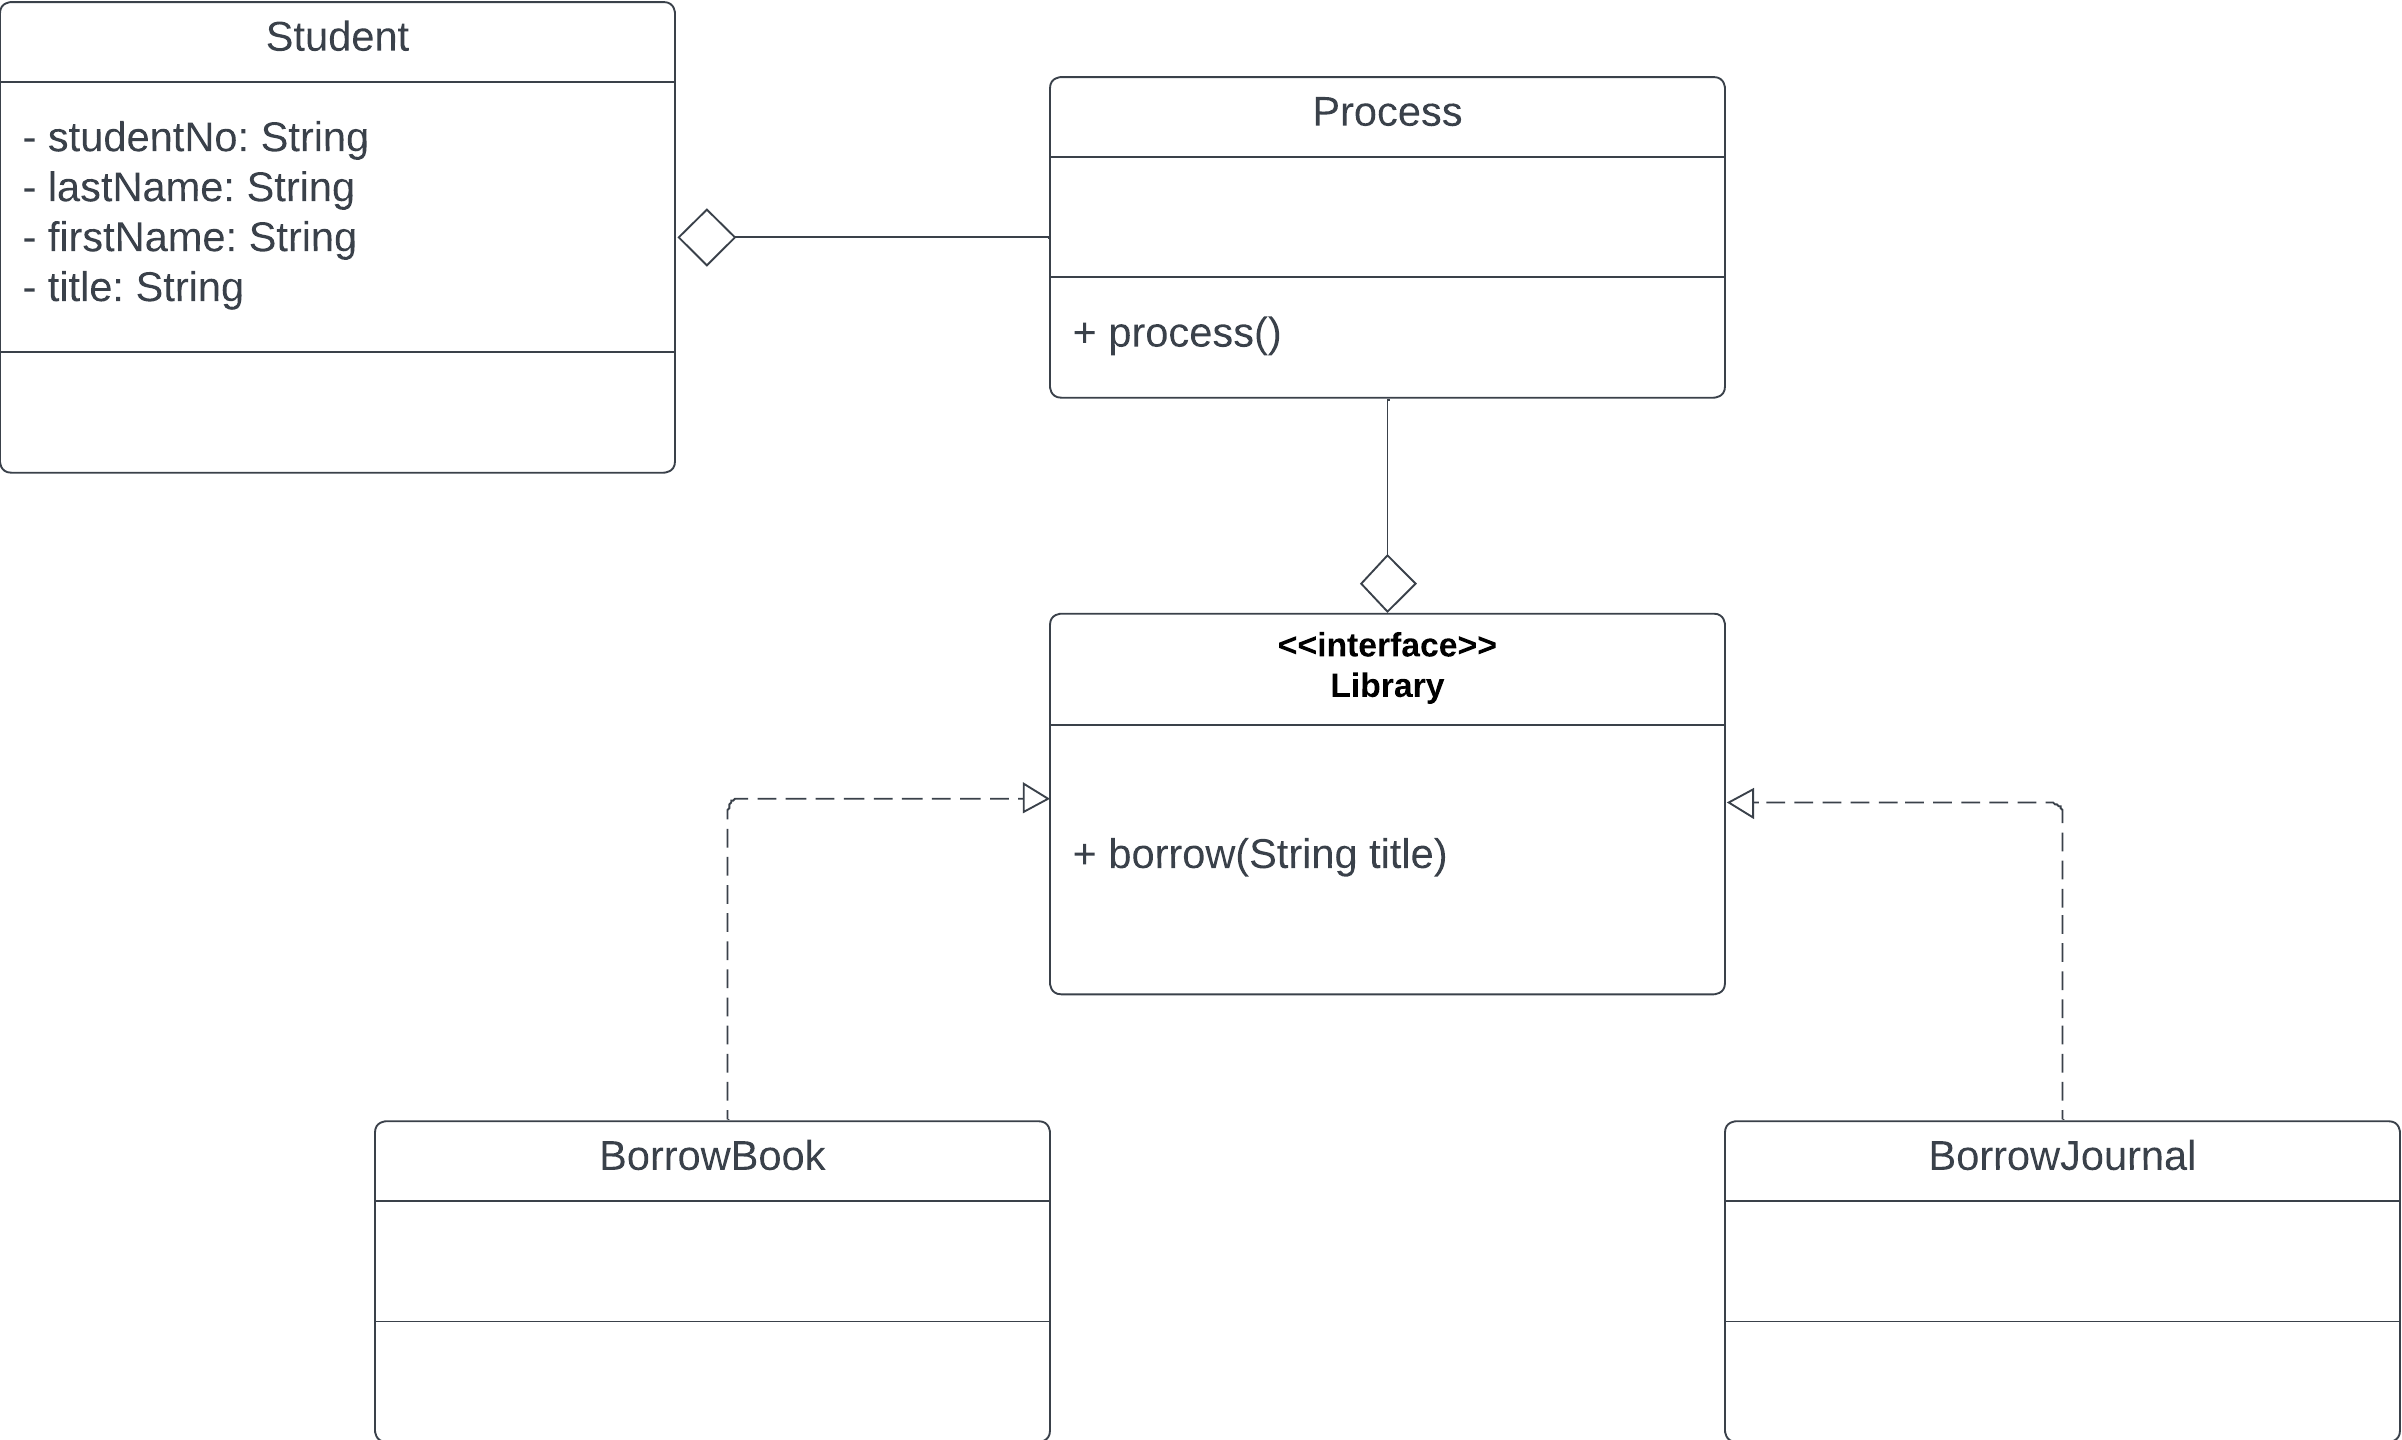 Student
- studentNo: String
- lastName: String
- firstName: String
- title: String
Process
+ process()
<<interface>>
Library
+ borrow(String title)
BorrowBook
BorrowJournal